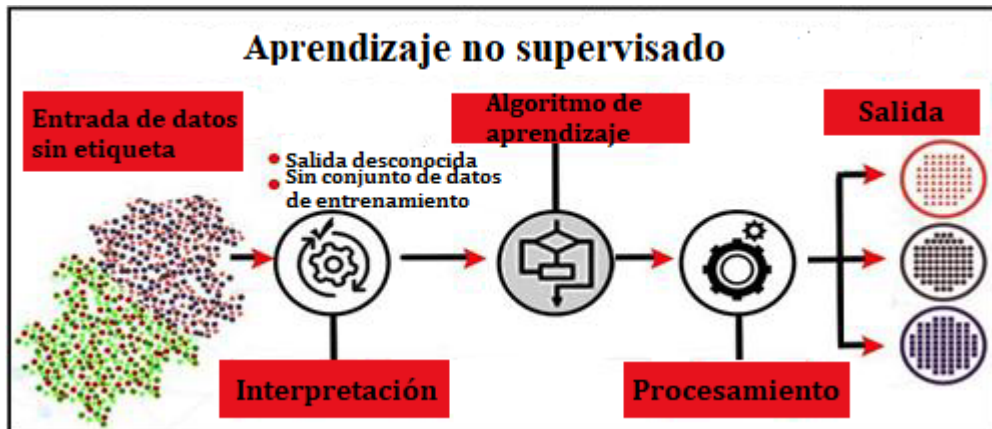 Aprendizaje no supervisado
Entrada de datos
sin etiqueta
Salida desconocida
Sin conjunto de datos
de entrenamiento
Algoritmo de
aprendizaje
Salida
Interpretación
Procesamiento